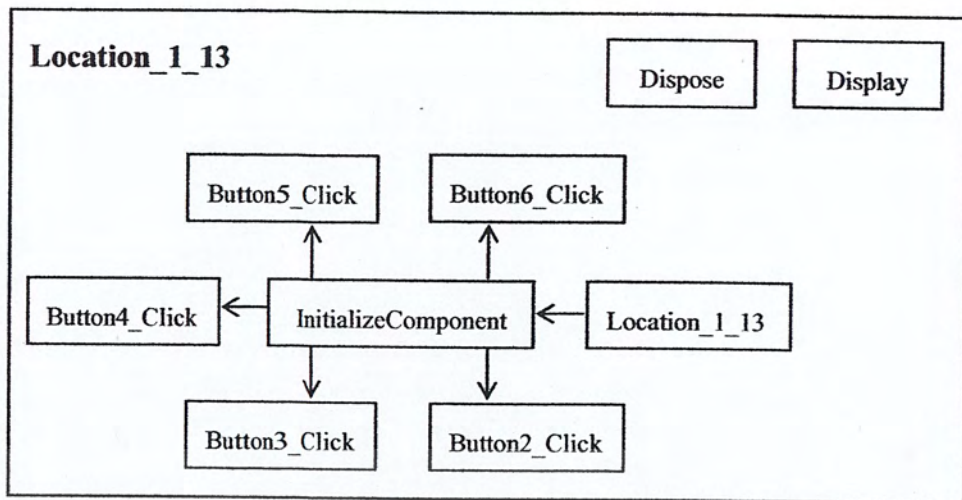 Location_1_13
Dispose
Display
Button5_Click
Button6_Click
Button4_Click
InitializeComponent
Location_1_13
Button3_Click
Button2_Click